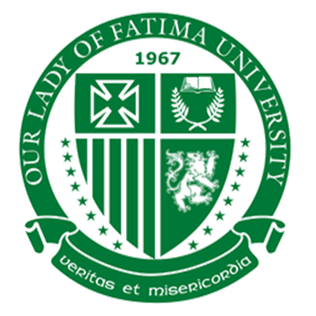 OUR LADY OF FATIMA UNIVERSITY
1967
veritas et misericordia